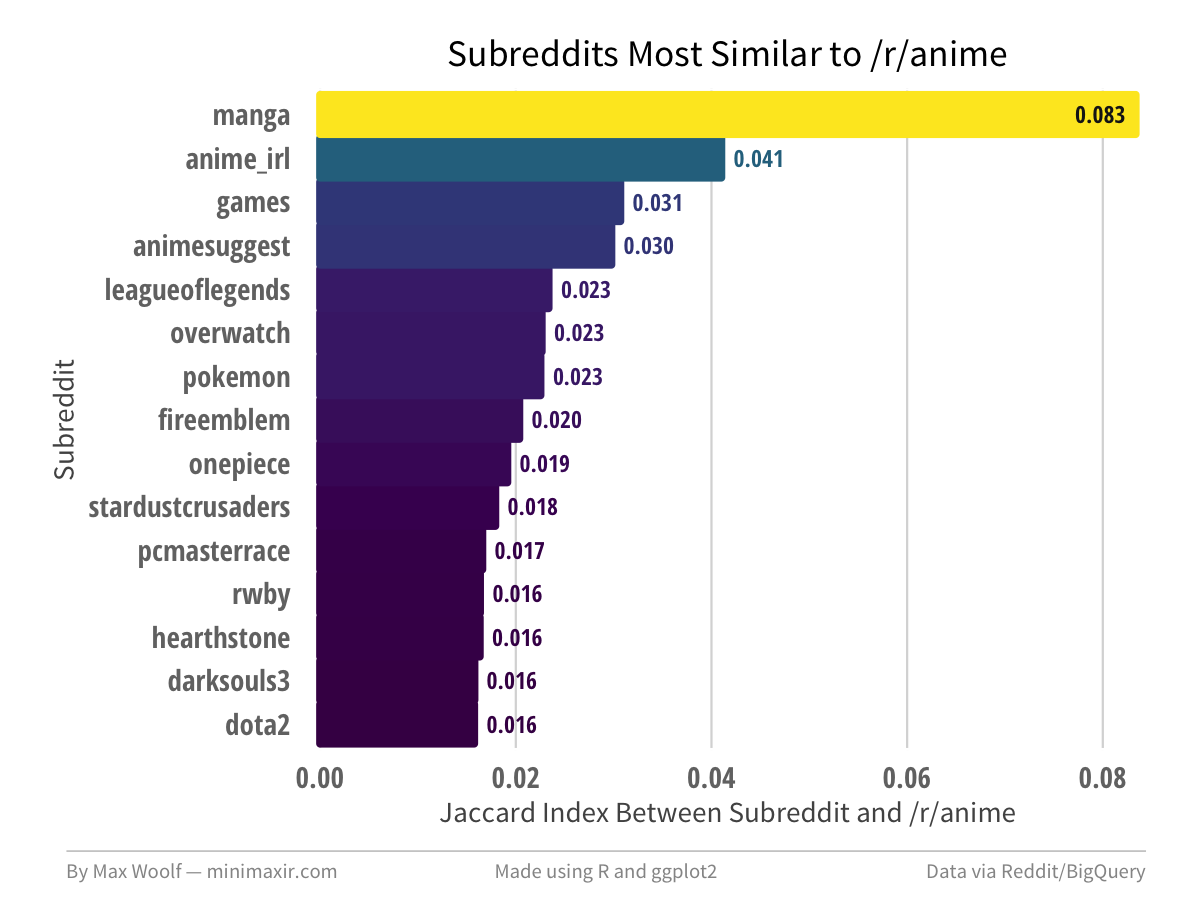 Subreddits Most Similar to /r/anime
manga 0.083
anime_irl 0.041
games 0.031
animesuggest 0.030
leagueoflegends 0.023
overwatch 0.023
pokemon 0.023
fireemblem 0.020
onepiece 0.019
stardustcrusaders 0.018
pcmasterrace 0.017
rwby 0.016
hearthstone 0.016
darksouls3 0.016
dota2 0.016
Subreddit
0.00 0.02 0.04 0.06 0.08
Jaccard Index Between Subreddit and /r/anime
By Max Woolf — minimaxir.com Made using R and ggplot2 Data via Reddit/BigQuery